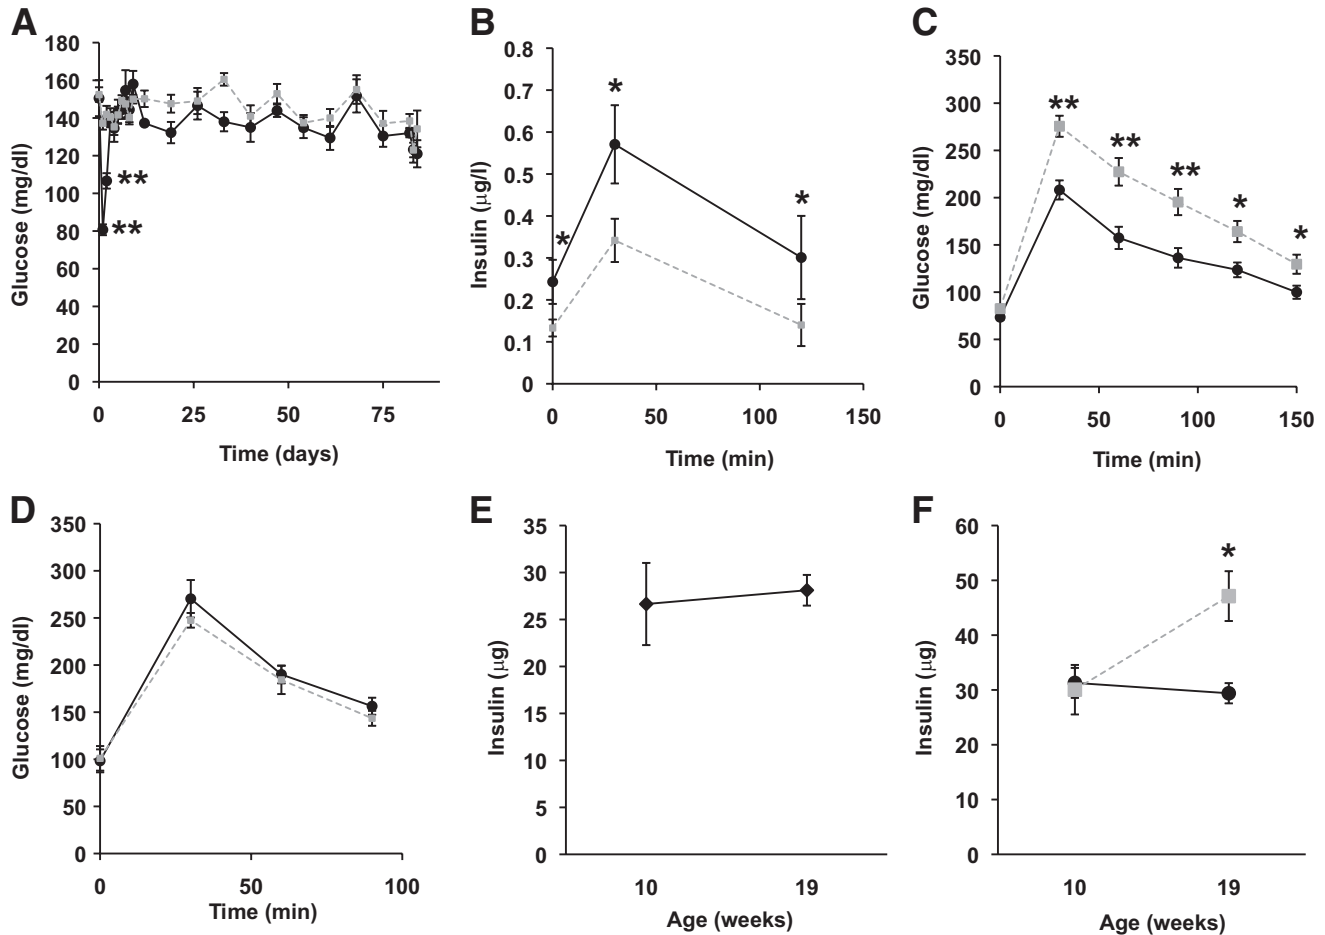 A
180
160
140
120
100
80
60
40
20
0
Glucose (mg/dl)
**
**
0 25 50 75
Time (days)
B
0.8
0.7
0.6
0.5
0.4
0.3
0.2
0.1
0
Insulin (μg/l)
*
*
*
0 50 100 150
Time (min)
C
350
300
250
200
150
100
50
0
Glucose (mg/dl)
**
**
**
*
*
0 50 100 150
Time (min)
D
350
300
250
200
150
100
50
0
Glucose (mg/dl)
0 50 100
Time (min)
E
35
30
25
20
15
10
5
0
Insulin (μg)
10 19
Age (weeks)
F
60
50
40
30
20
10
0
Insulin (μg)
*
10 19
Age (weeks)